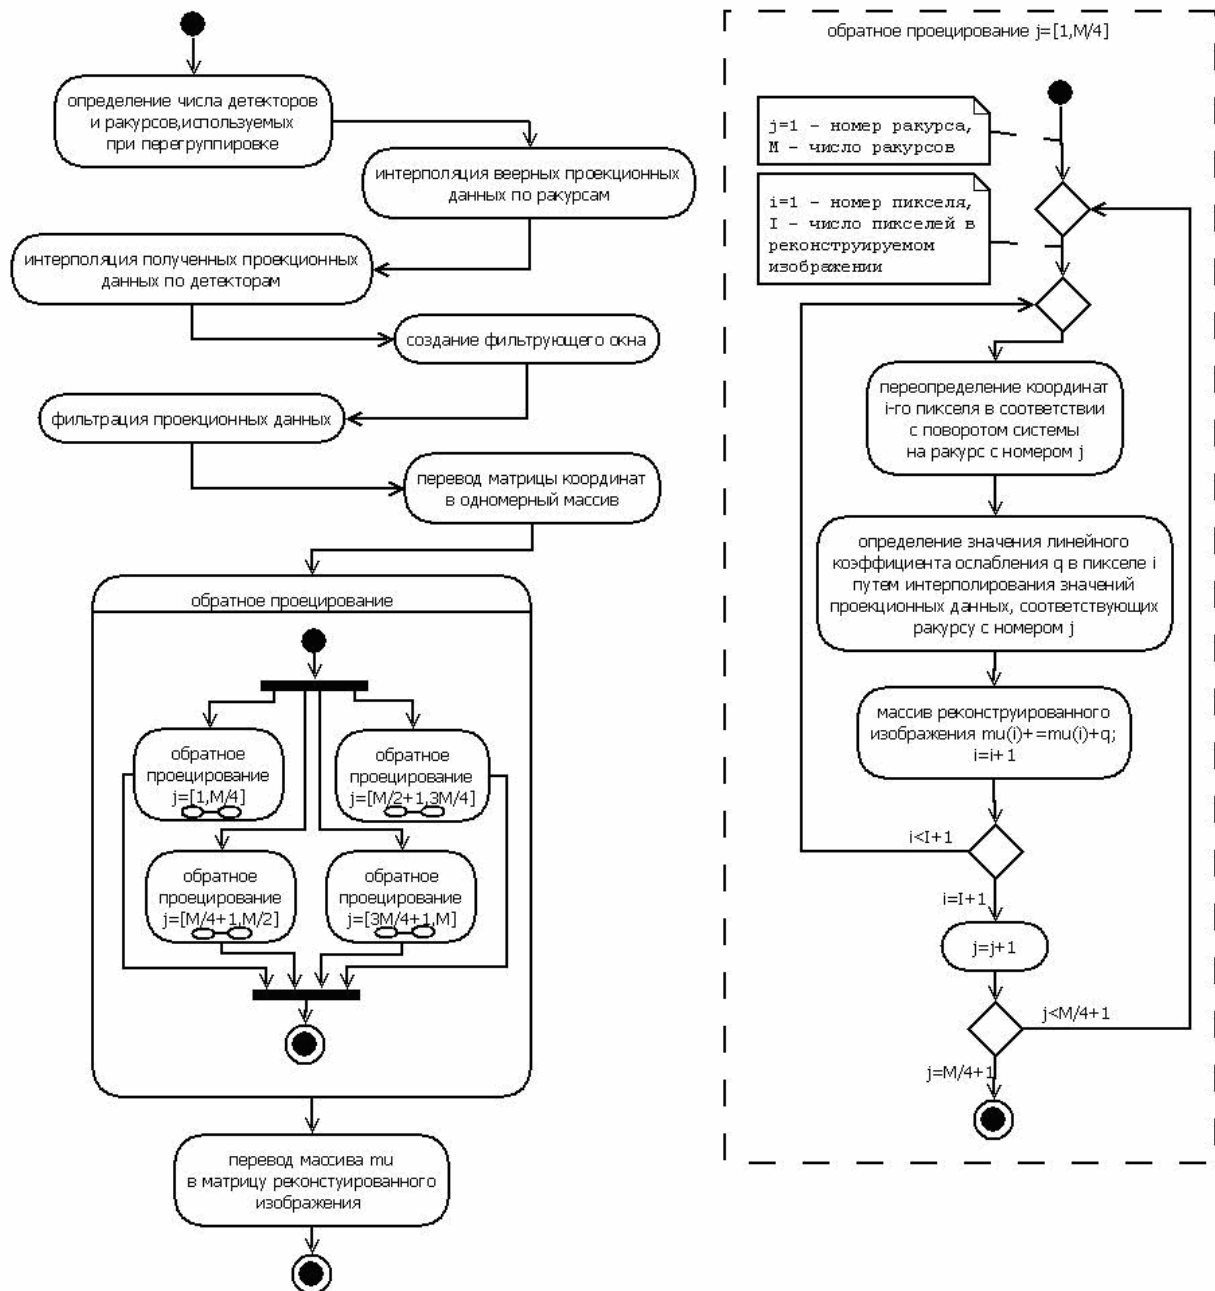 определение числа детекторов
и ракурсов,используемых
при перегруппировке
интерполяция веерных проекционных
данных по ракурсам
интерполяция полученных проекционных
данных по детекторам
создание фильтрующего окна
фильтрация проекционных данных
перевод матрицы координат
в одномерный массив
обратное проецирование
обратное
проецирование
j=[1,M/4]
обратное
проецирование
j=[M/2+1,3M/4]
обратное
проецирование
j=[M/4+1,M/2]
обратное
проецирование
j=[3M/4+1,M]
перевод массива mu
в матрицу реконстуированного
изображения
обратное проецирование j=[1,M/4]
j=1 – номер ракурса,
M – число ракурсов
i=1 – номер пикселя,
I – число пикселей в
реконструируемом
изображении
переопределение координат
i-го пикселя в соответствии
с поворотом системы
на ракурс с номером j
определение значения линейного
коэффициента ослабления q в пикселе i
путем интерполирования значений
проекционных данных, соответствующих
ракурсу с номером j
массив реконструированного
изображения mu(i)+=mu(i)+q;
i=i+1
i<I+1
i=I+1
j=j+1
j<M/4+1
j=M/4+1